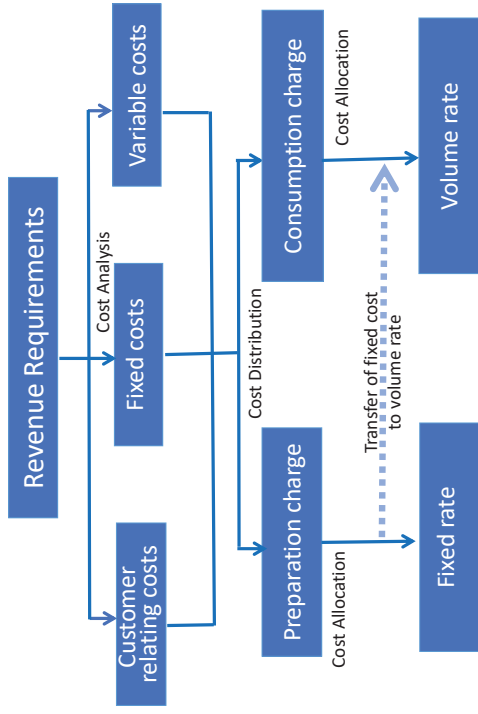 Revenue Requirements
Cost Analysis
Customer
relating costs
Fixed costs
Variable costs
Cost Distribution
Preparation charge
Consumption charge
Cost Allocation
Cost Allocation
Transfer of fixed cost
to volume rate
Fixed rate
Volume rate